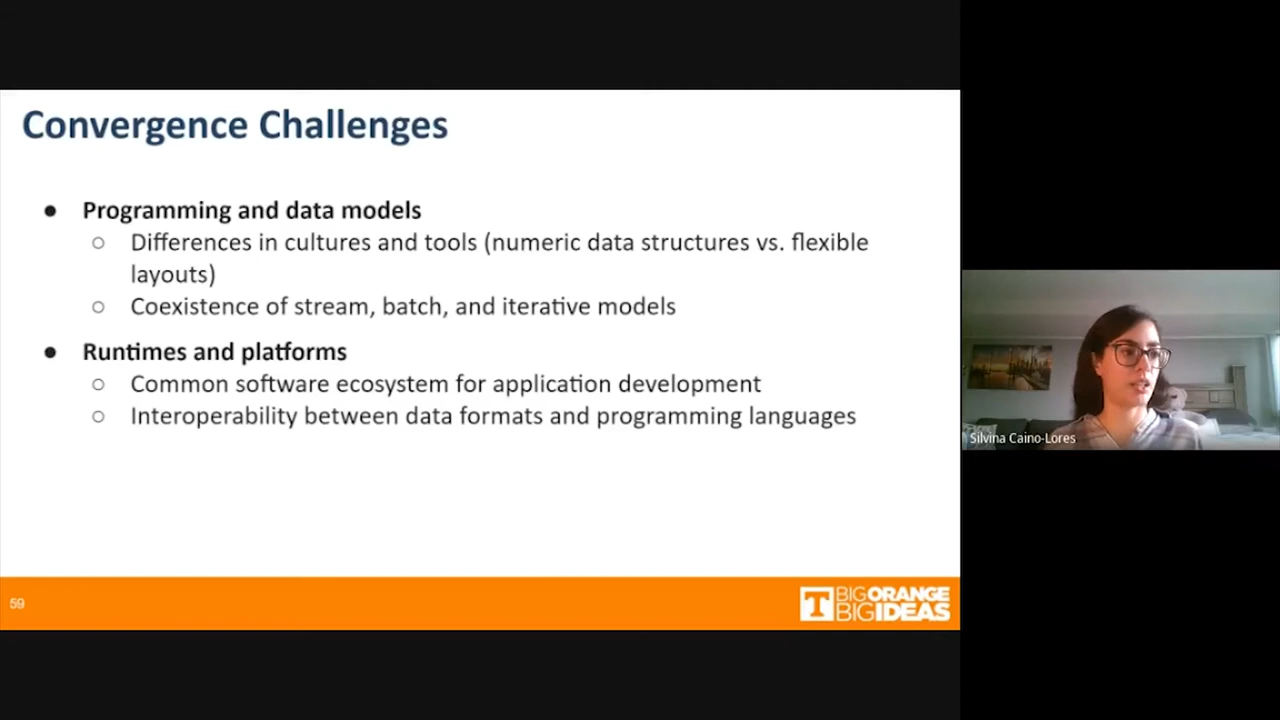 Convergence Challenges
● Programming and data models
○ Differences in cultures and tools (numeric data structures vs. flexible
layouts)
○ Coexistence of stream, batch, and iterative models
● Runtimes and platforms
○ Common software ecosystem for application development
○ Interoperability between data formats and programming languages
Silvina Caino-Lores
59
T BIG ORANGE
BIG IDEAS